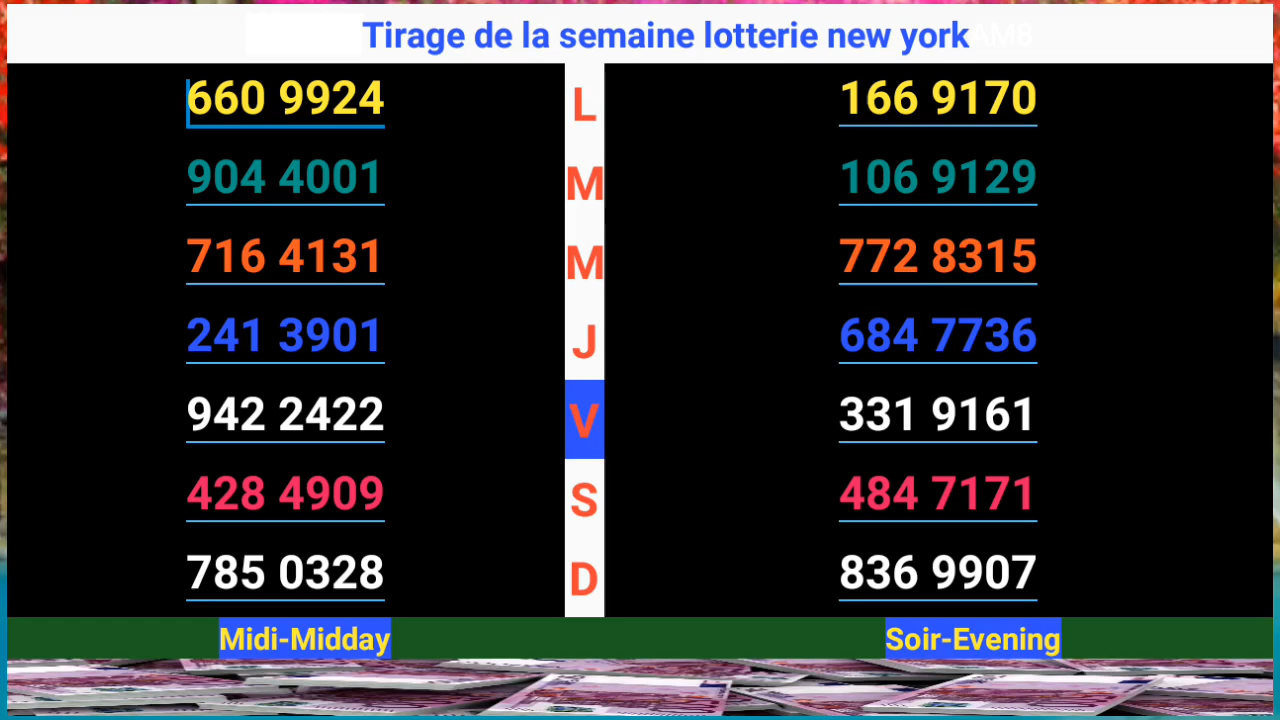 Tirage de la semaine lotterie new york AM8
660 9924 L 166 9170
904 4001 M 106 9129
716 4131 M 772 8315
241 3901 J 684 7736
942 2422 V 331 9161
428 4909 S 484 7171
785 0328 D 836 9907
Midi-Midday Soir-Evening